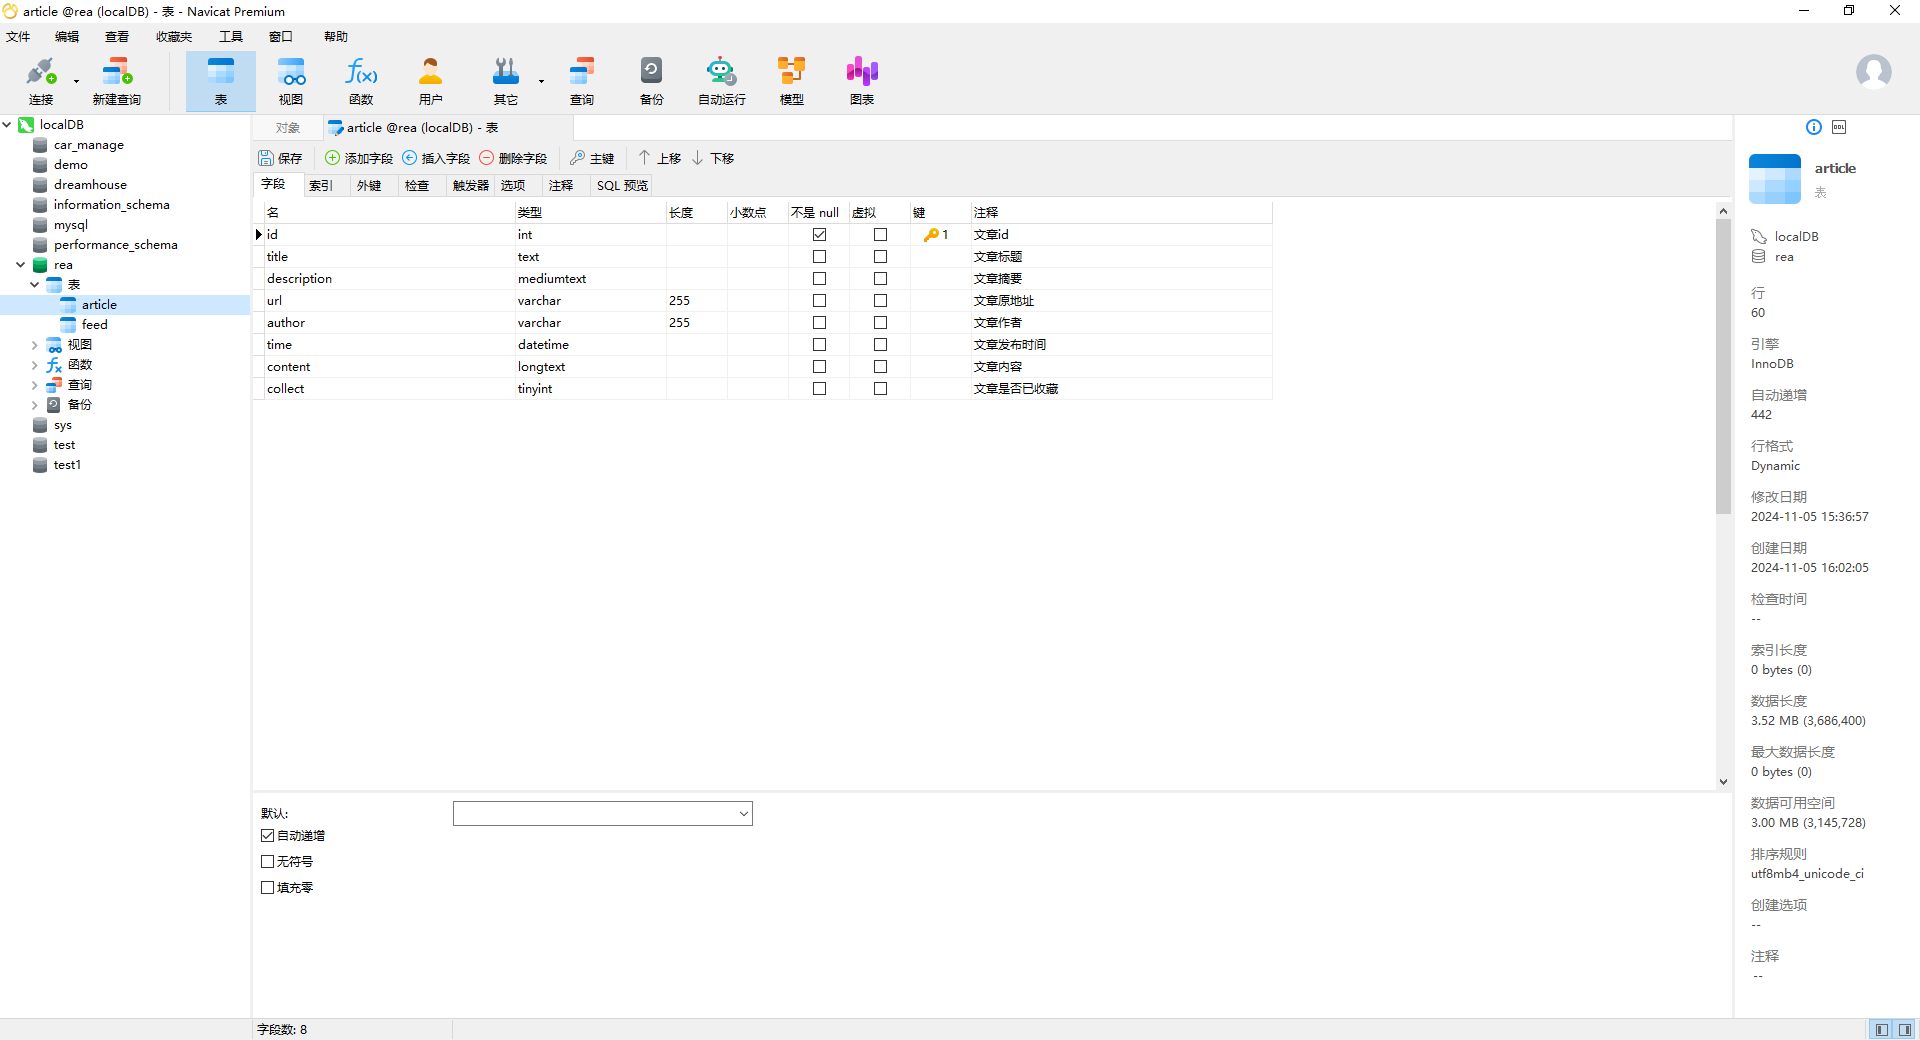 article @rea (localDB) - 表 - Navicat Premium
文件 编辑 查看 收藏夹 工具 窗口 帮助
连接 新建查询 表 视图 函数 用户 其它 查询 备份 自动运行 模型 图表
localDB
car_manage
demo
dreamhouse
information_schema
mysql
performance_schema
rea
表
article
feed
视图
函数
查询
备份
sys
test
test1
对象 article @rea (localDB) - 表
保存 添加字段 插入字段 删除字段 主键 上移 下移
字段 索引 外键 检查 触发器 选项 注释 SQL 预览
名 类型 长度 小数点 不是 null 虚拟 键 注释
id int 1 文章id
title text 文章标题
description mediumtext 文章摘要
url varchar 255 文章原地址
author varchar 255 文章作者
time datetime 文章发布时间
content longtext 文章内容
collect tinyint 文章是否已收藏
默认:
自动递增
无符号
填充零
DDL
article
表
localDB
rea
行
60
引擎
InnoDB
自动递增
442
行格式
Dynamic
修改日期
2024-11-05 15:36:57
创建日期
2024-11-05 16:02:05
检查时间
--
索引长度
0 bytes (0)
数据长度
3.52 MB (3,686,400)
最大数据长度
0 bytes (0)
数据可用空间
3.00 MB (3,145,728)
排序规则
utf8mb4_unicode_ci
创建选项
--
注释
--
字段数: 8